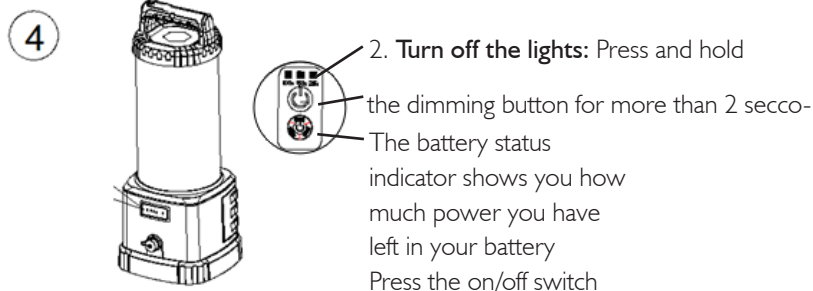 4
2. Turn off the lights: Press and hold
the dimming button for more than 2 secco-
The battery status
indicator shows you how
much power you have
left in your battery
Press the on/off switch